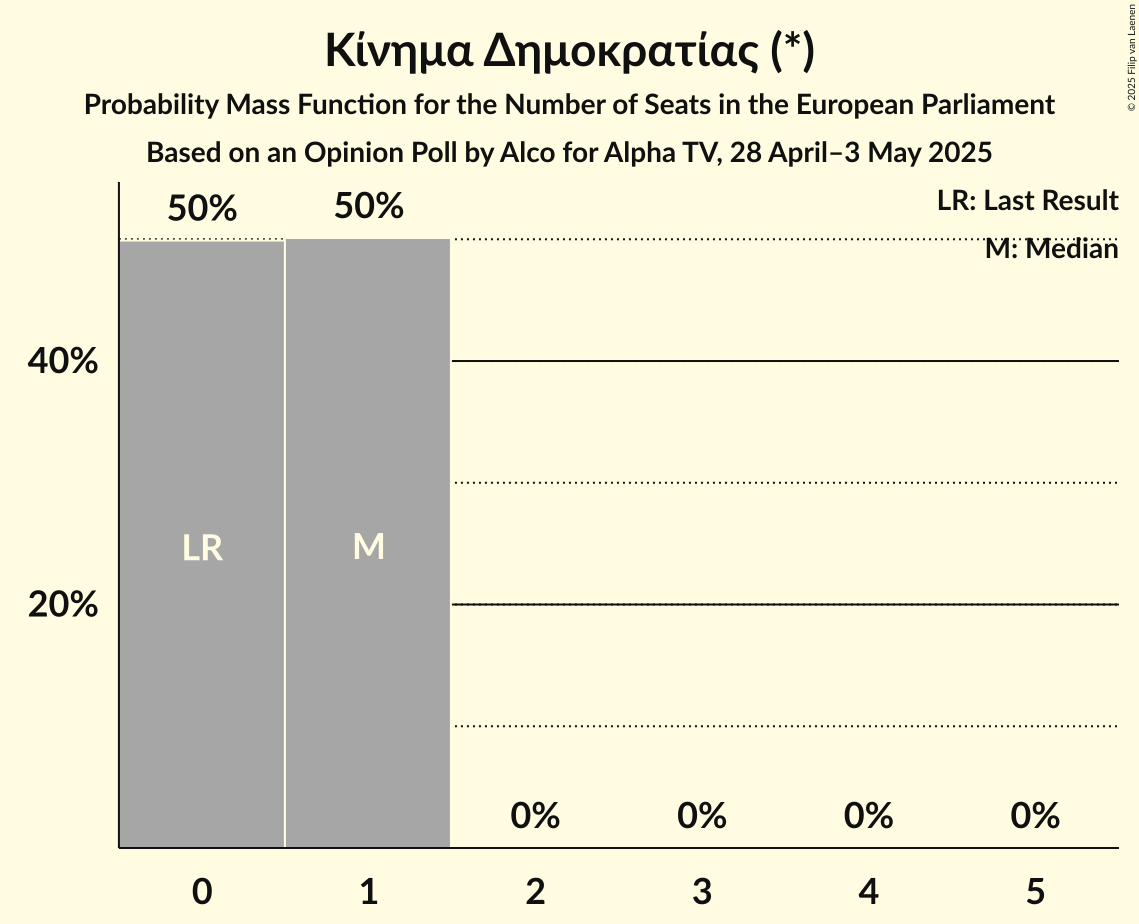 Κίνημα Δημοκρατίας (*)
Probability Mass Function for the Number of Seats in the European Parliament
Based on an Opinion Poll by Alco for Alpha TV, 28 April–3 May 2025
© 2025 Filip van Laenen
LR: Last Result
M: Median
50%
50%
40%
20%
LR
M
0%
0%
0%
0%
0
1
2
3
4
5